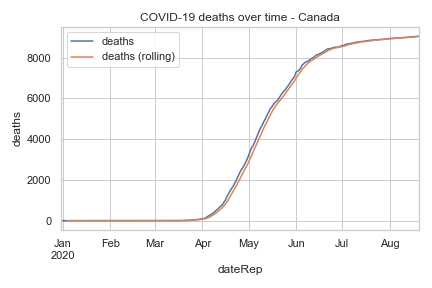 COVID-19 deaths over time - Canada
deaths
deaths (rolling)
8000
6000
4000
2000
0
deaths
Jan Feb Mar Apr May Jun Jul Aug
2020
dateRep